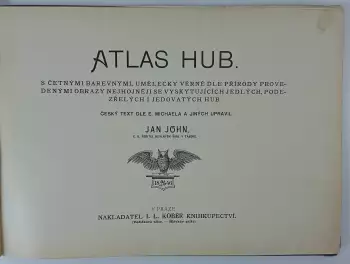 ATLAS HUB.
S ČETNÝMI BAREVNÝMI, UMĚLECKY VĚRNĚ DLE PŘÍRODY PROVE-
DENÝMI OBRAZY NEJHOJNĚJI SE VYSKYTUJÍCÍCH JEDLÝCH, PODE-
ZŘELÝCH I JEDOVATÝCH HUB
ČESKÝ TEXT DLE E. MICHAELA A JINÝCH UPRAVIL
JAN JOHN,
V PRAZE
NAKLADATEL I. L. KOBER KNIHKUPECTVÍ.